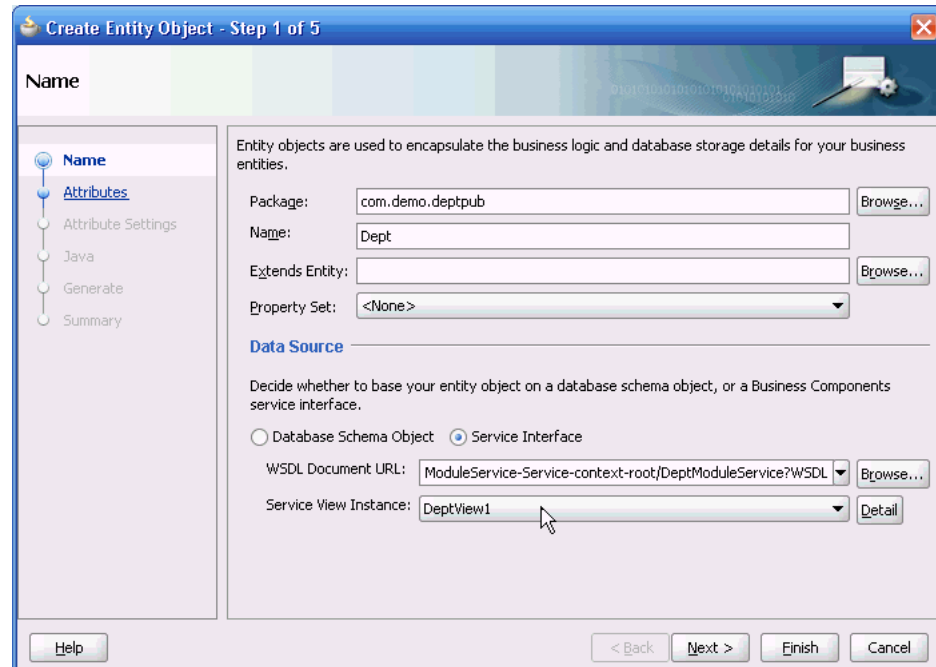 Create Entity Object - Step 1 of 5
Name
Name
Attributes
Attribute Settings
Java
Generate
Summary
Entity objects are used to encapsulate the business logic and database storage details for your business
entities.
Package: com.demo.deptpub Browse...
Name: Dept
Extends Entity: Browse...
Property Set: <None>
Data Source
Decide whether to base your entity object on a database schema object, or a Business Components
service interface.
Database Schema Object Service Interface
WSDL Document URL: ModuleService-Service-context-root/DeptModuleService?WSDL Browse...
Service View Instance: DeptView1 Detail
Help < Back Next > Finish Cancel